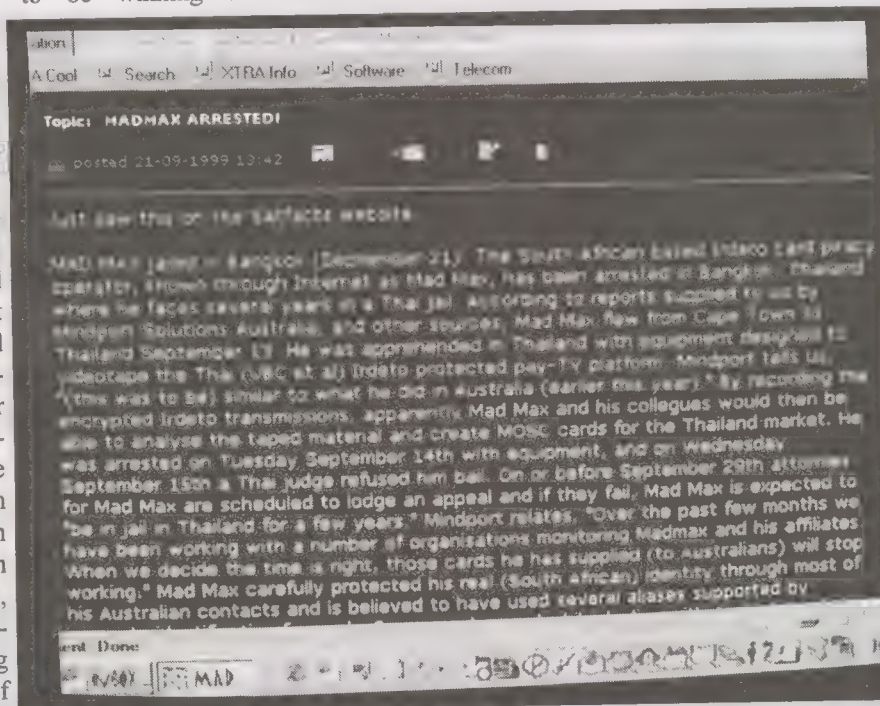 to be
ation
A Cool Search XTRA Info Software Telecom
Topic: MADMAX ARRESTED!
posted 21-09-1999 13:42
Just saw this on the Satfacts website
MAD MAX jailed in Bangkok (September 21). The South African based Irdeto card piracy
operator, known through Internet as Mad Max, has been arrested in Bangkok, Thailand
where he faces several years in a Thai jail. According to reports supplied to us by
Mindport Solutions Australia, and other sources, Mad Max flew from Cape Town to
Thailand September 13. He was apprehended in Thailand with equipment designed to
the Thai (UBC et al) Irdeto protected pay-TV platform. Mindport tells us,
"(this was to be) similar to what he did in Australia (earlier this year)." By recording the
encrypted Irdeto transmissions, apparently Mad Max and his collegues would then be
able to analyse the taped material and create MOSC cards for the Thailand market. He
was arrested on Tuesday September 14th with equipment, and on Wednesday
September 15th a Thai judge refused him bail. On or before September 29th attorneys
for Mad Max are scheduled to lodge an appeal and if they fail, Mad Max is expected to
"be in jail in Thailand for a few years." Mindport relates, "Over the past few months we
have been working with a number of organisations monitoring Madmax and his affiliates
When we decide the time is right, those cards he has supplied (to Australians) will stop
working." Mad Max carefully protected his real (South African) identity through most of
his Australian contacts and is believed to have used several aliases supported by
ent Done
MAD